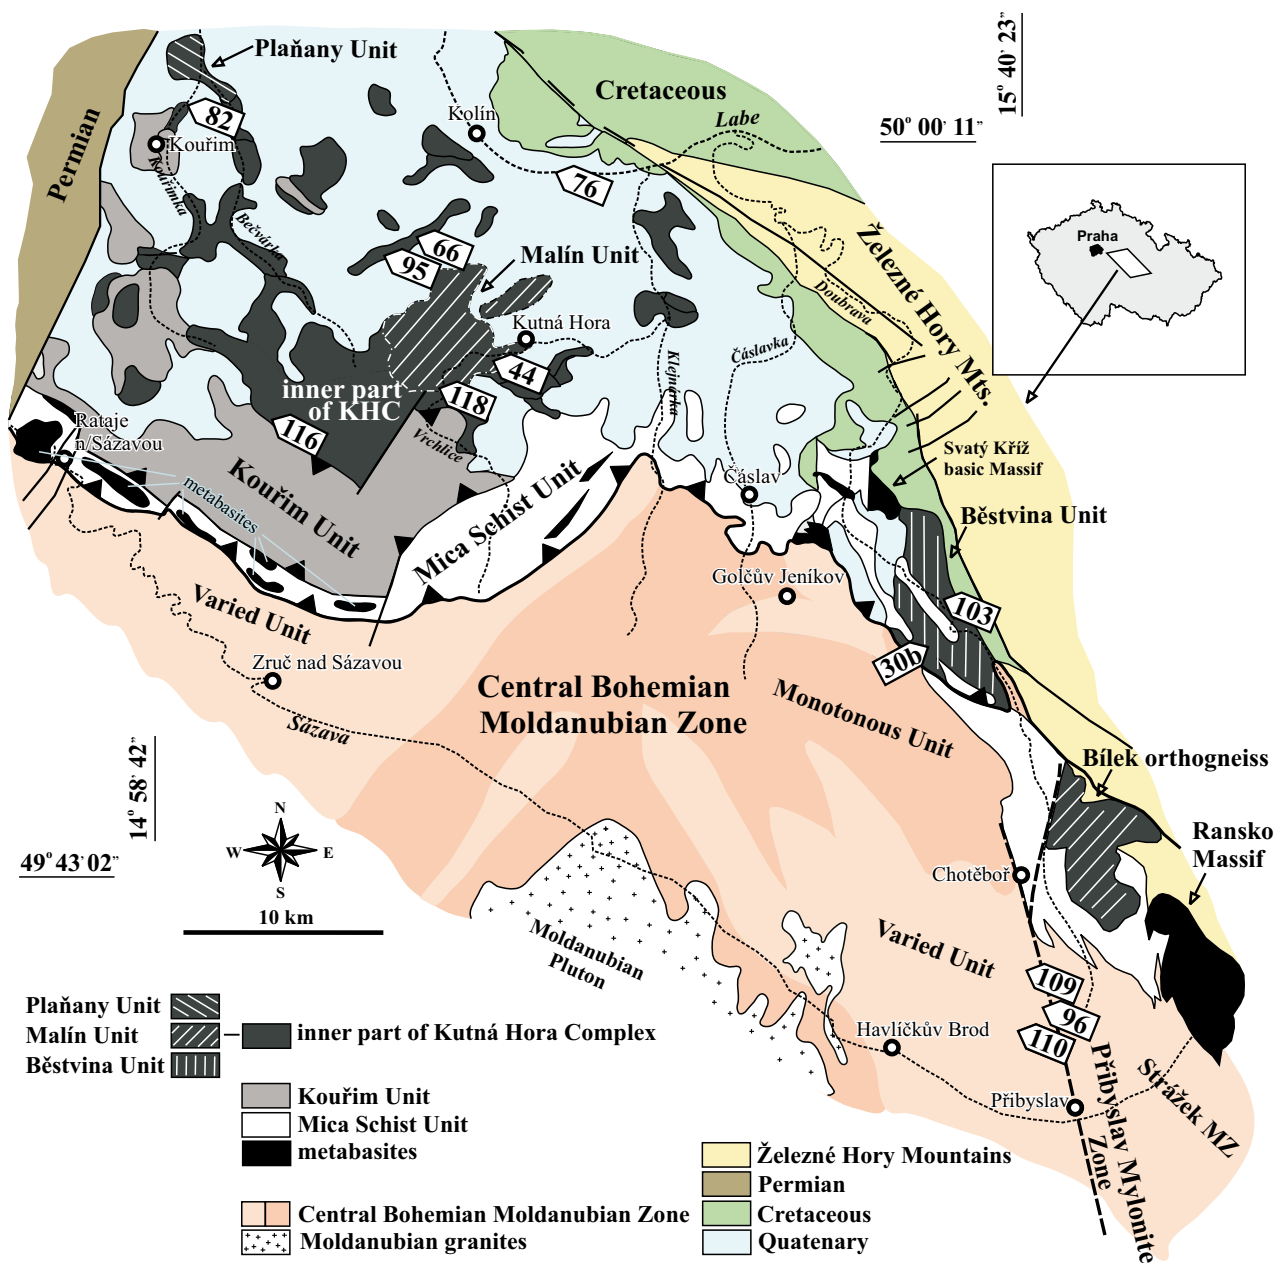 Plaňany Unit
Cretaceous
15° 40' 23"
50° 00' 11"
Permian
82
Kouřim
Kolín
Labe
76
Kouřimka
Bečvárka
66
95
Malín Unit
Kutná Hora
Železné Hory Mts.
Doubrava
Čáslavka
Klejnárka
Praha
inner part
of KHC
44
118
116
Vrchlice
Rataje
n/Sázavou
metabasites
Kouřim Unit
Mica Schist Unit
Čáslav
Svatý Kříž
basic Massif
Běstvina Unit
Golčův Jeníkov
103
30b
Varied Unit
Zruč nad Sázavou
Sázava
Central Bohemian
Moldanubian Zone
Monotonous Unit
Bílek orthogneiss
Ransko
Massif
14° 58' 42"
49° 43' 02"
N
W
E
S
10 km
Chotěboř
Moldanubian
Pluton
Varied Unit
109
96
110
Havlíčkův Brod
Přibyslav
Přibyslav Mylonite
Zone
Strážek MZ
Plaňany Unit
Malín Unit
Běstvina Unit
inner part of Kutná Hora Complex
Kouřim Unit
Mica Schist Unit
metabasites
Central Bohemian Moldanubian Zone
Moldanubian granites
Železné Hory Mountains
Permian
Cretaceous
Quatenary